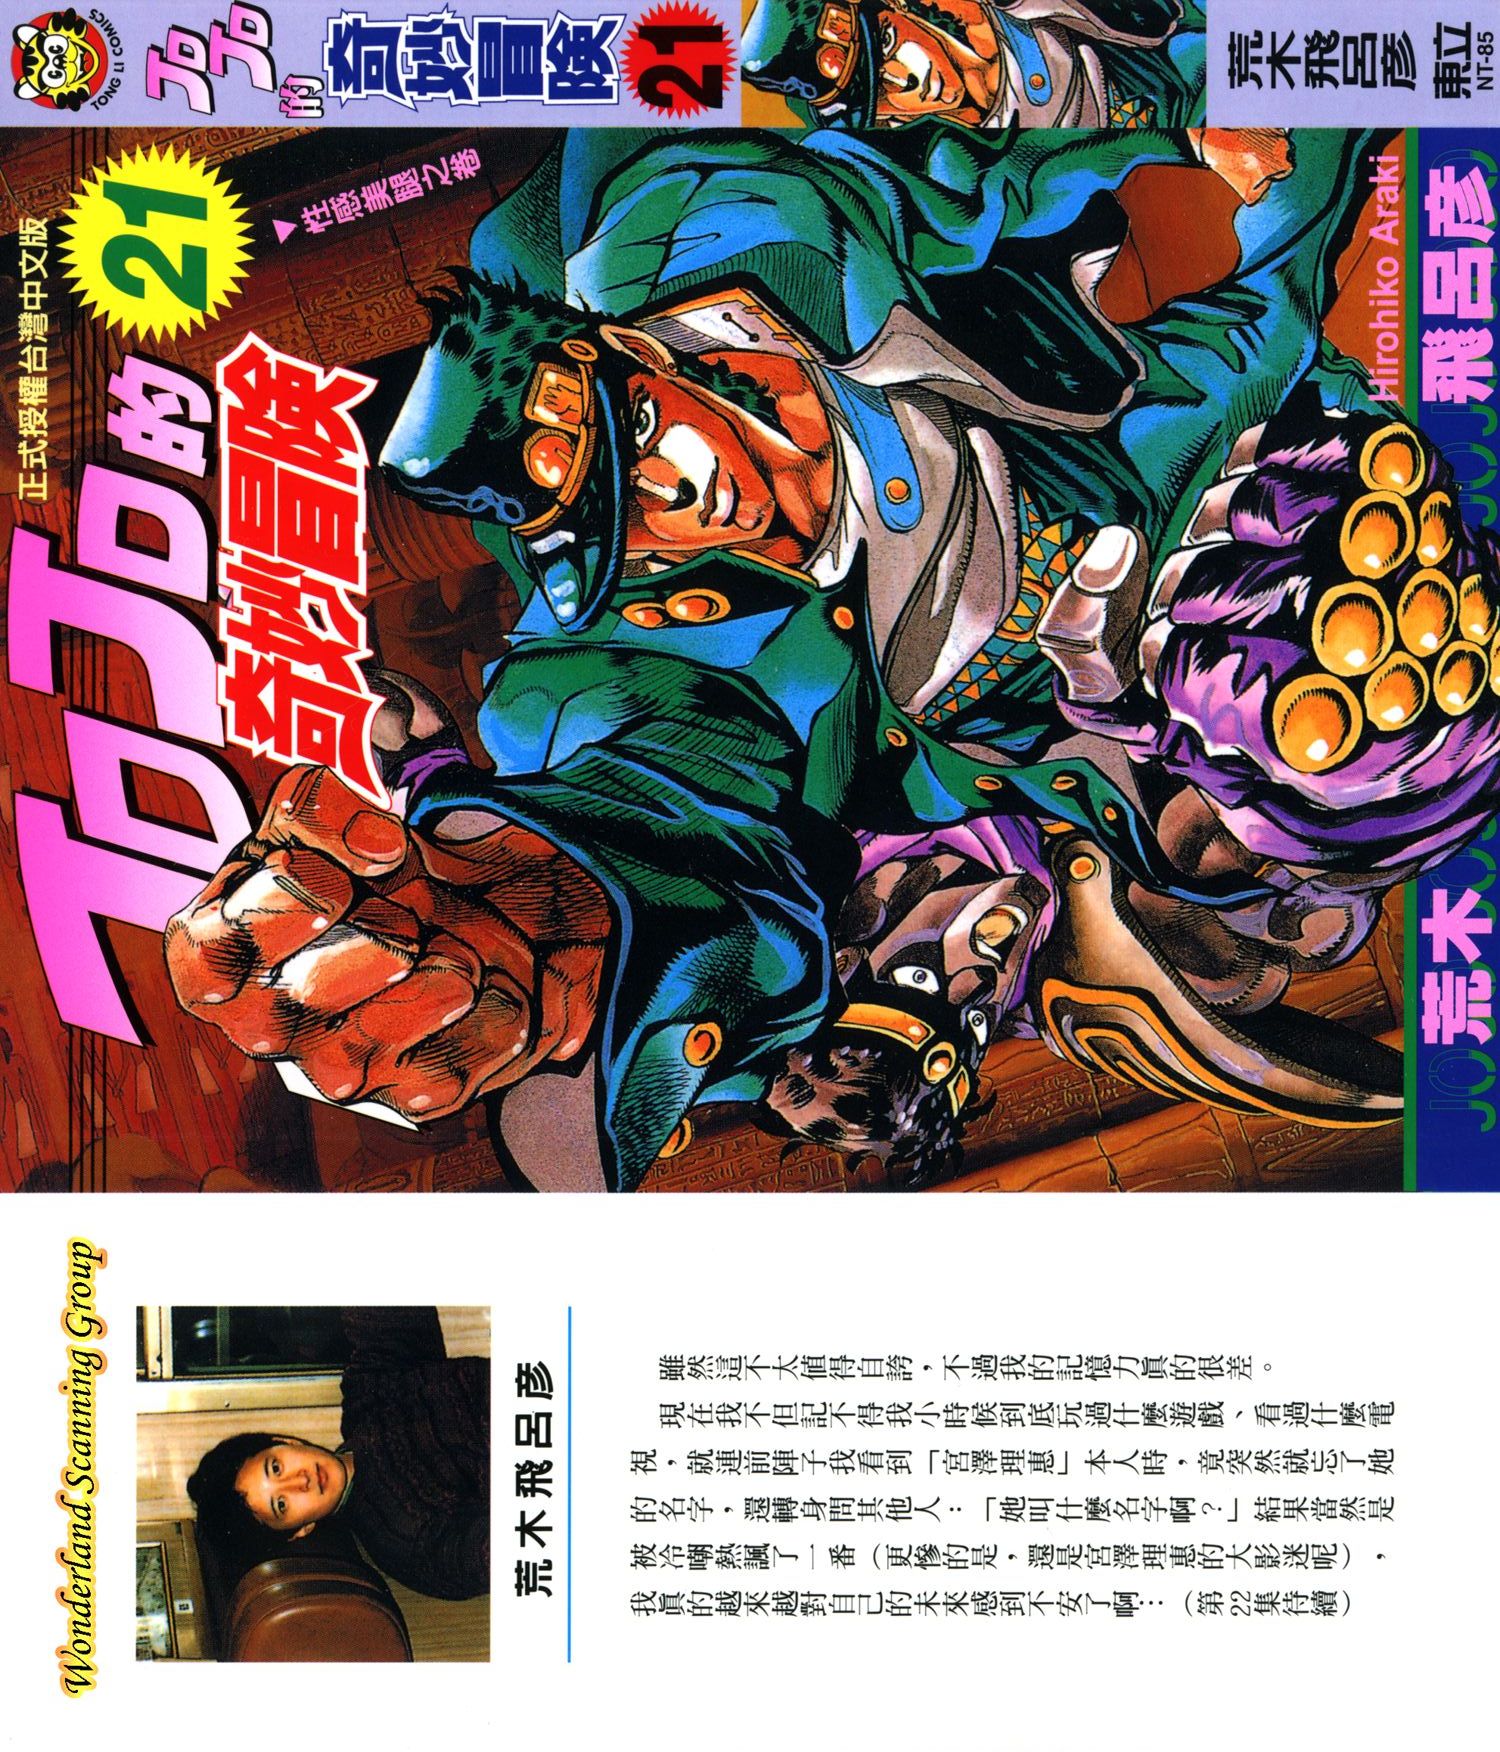 TONG LI COMICS
JOJO的
奇妙冒険
21
荒木飛呂彦
東立
NT-85
正式授權台灣中文版
JOJO的
奇妙冒険
21
▶性感美腿之卷
Hirohiko Araki
荒木飛呂彦
Wonderland Scanning Group
荒木飛呂彦
雖然這不太值得自誇，不過我的記憶力眞的很差。
現在我不但記不得我小時候到底玩過什麼遊戲、看過什麼電
視，就連前陣子我看到「宮澤理惠」本人時，竟突然就忘了她
的名字，還轉身問其他人：「她叫什麼名字啊？」結果當然是
被冷嘲熱諷了一番（更慘的是，還是宮澤理惠的大影迷呢），
我眞的越來越對自己的未來感到不安了啊…（第22集待續）